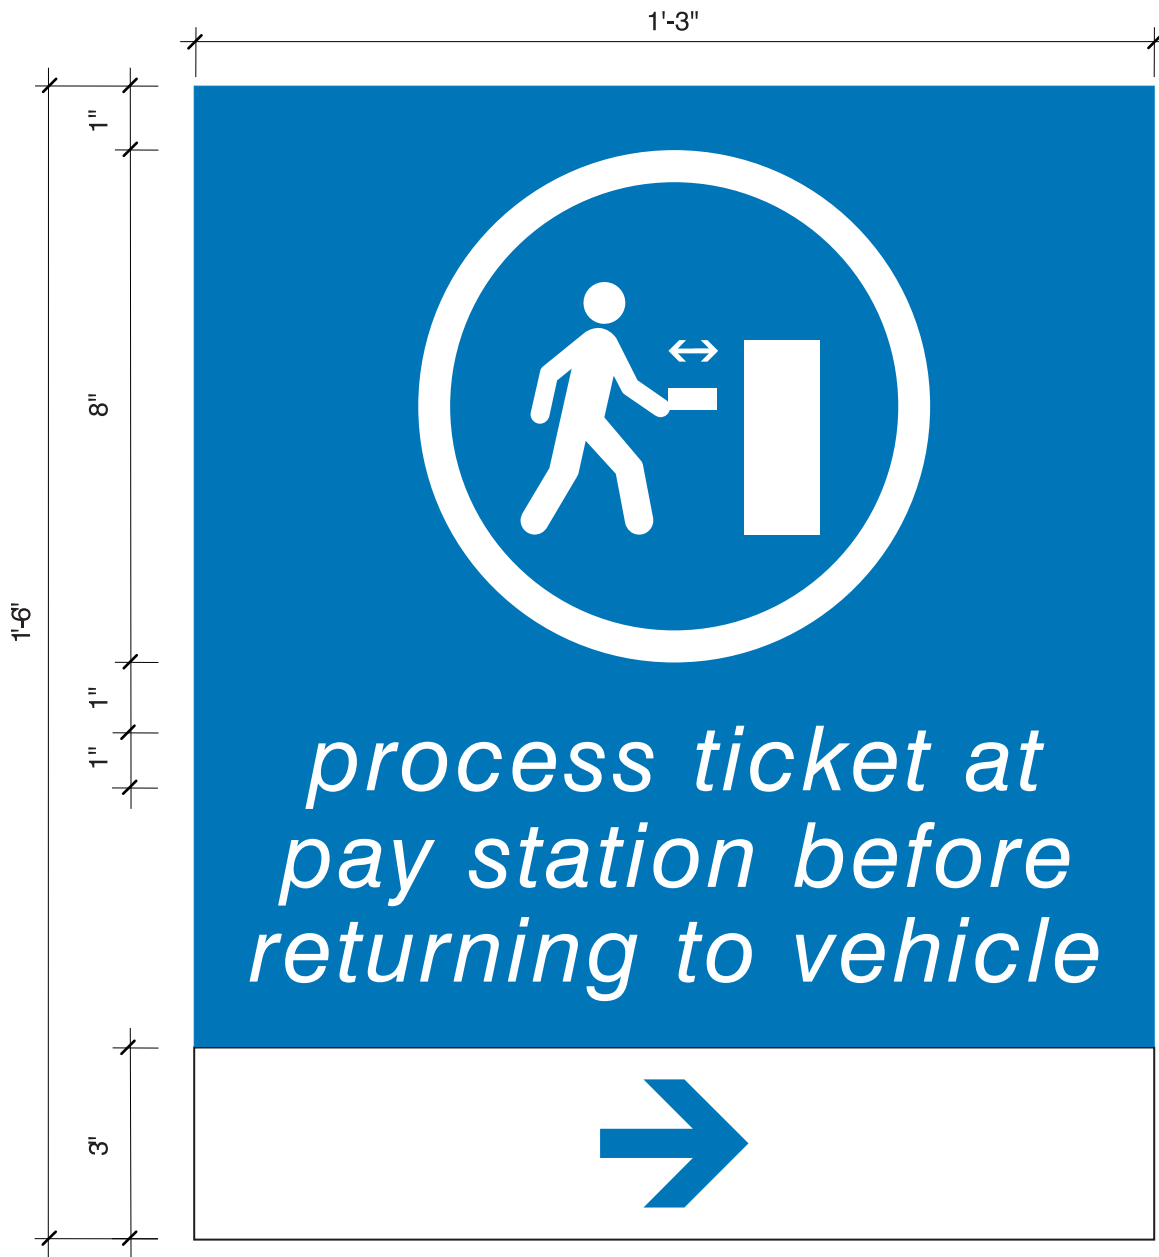 1'-3"
1"
8"
1'-6"
1"
1"
process ticket at
pay station before
returning to vehicle
3"